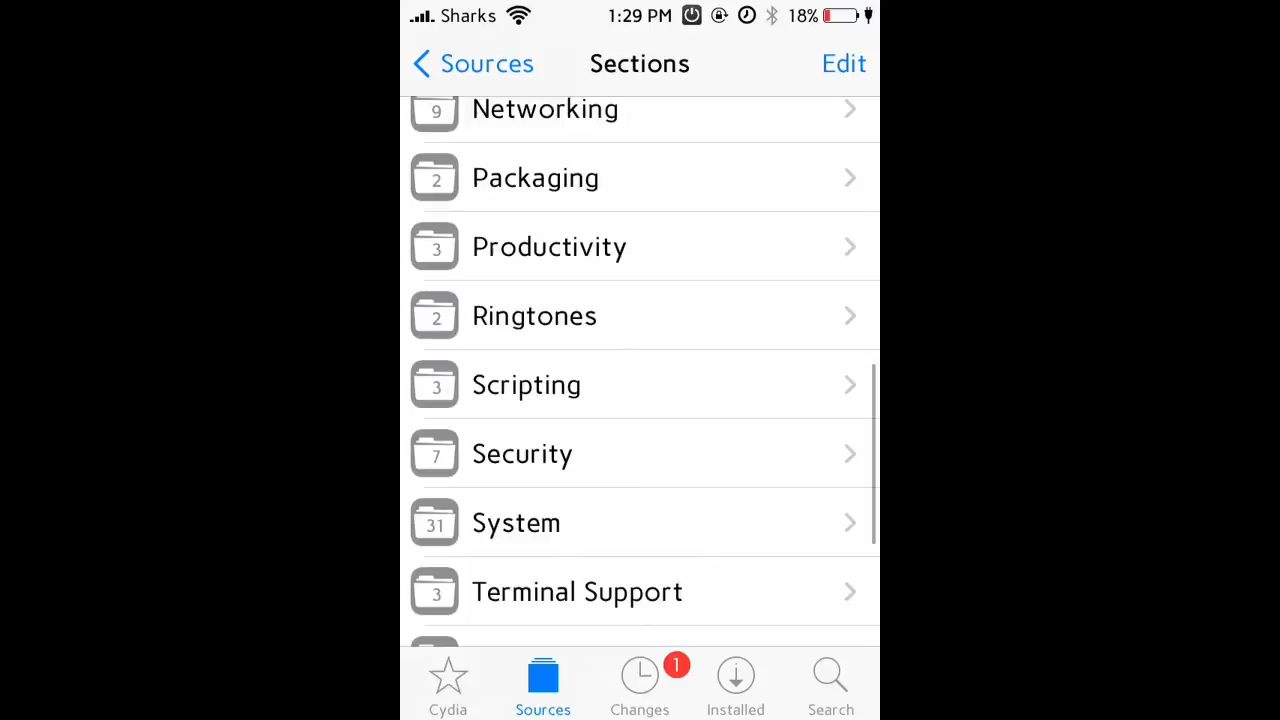 Sharks 1:29 PM 18%
Sources Sections Edit
9 Networking
2 Packaging
3 Productivity
2 Ringtones
3 Scripting
7 Security
31 System
3 Terminal Support
1
Cydia Sources Changes Installed Search